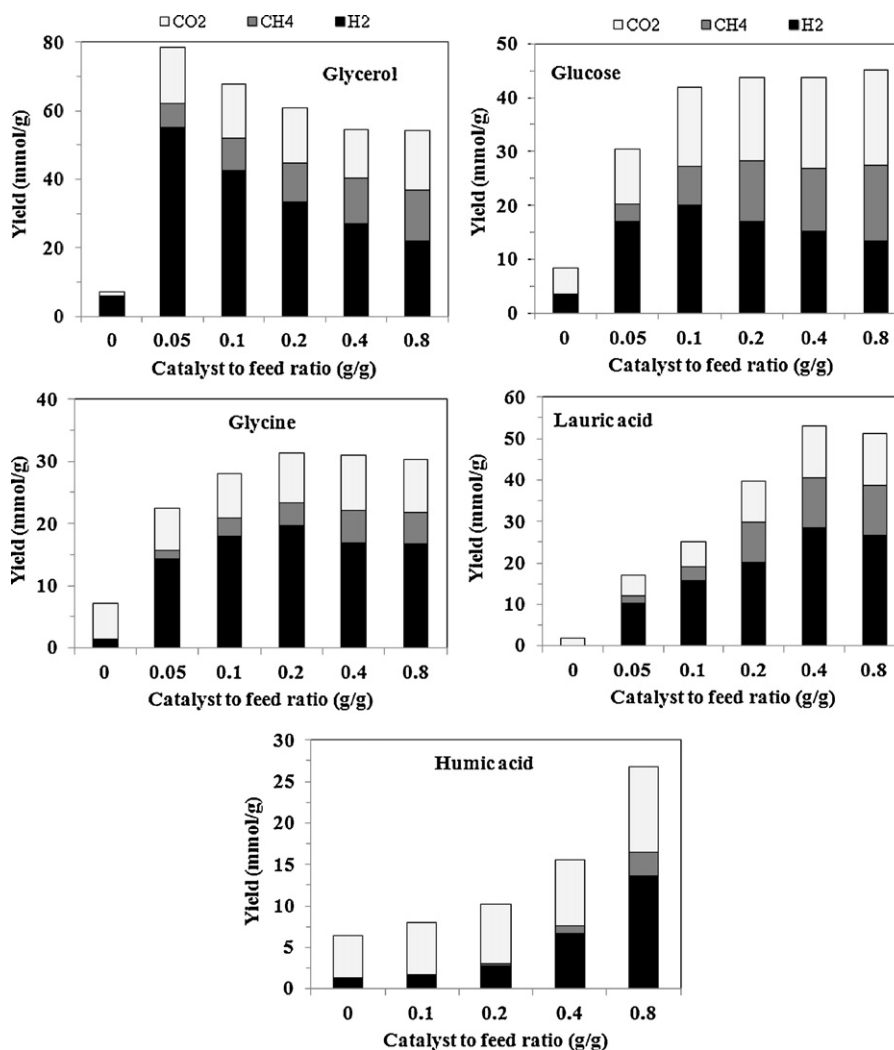 CO2 CH4 H2
CO2 CH4 H2
Glycerol
Yield (mmol/g)
80
60
40
20
0
0 0.05 0.1 0.2 0.4 0.8
Catalyst to feed ratio (g/g)
Glucose
Yield (mmol/g)
50
40
30
20
10
0
0 0.05 0.1 0.2 0.4 0.8
Catalyst to feed ratio (g/g)
Glycine
Yield (mmol/g)
40
30
20
10
0
0 0.05 0.1 0.2 0.4 0.8
Catalyst to feed ratio (g/g)
Lauric acid
Yield (mmol/g)
60
50
40
30
20
10
0
0 0.05 0.1 0.2 0.4 0.8
Catalyst to feed ratio (g/g)
Humic acid
Yield (mmol/g)
30
25
20
15
10
5
0
0 0.1 0.2 0.4 0.8
Catalyst to feed ratio (g/g)